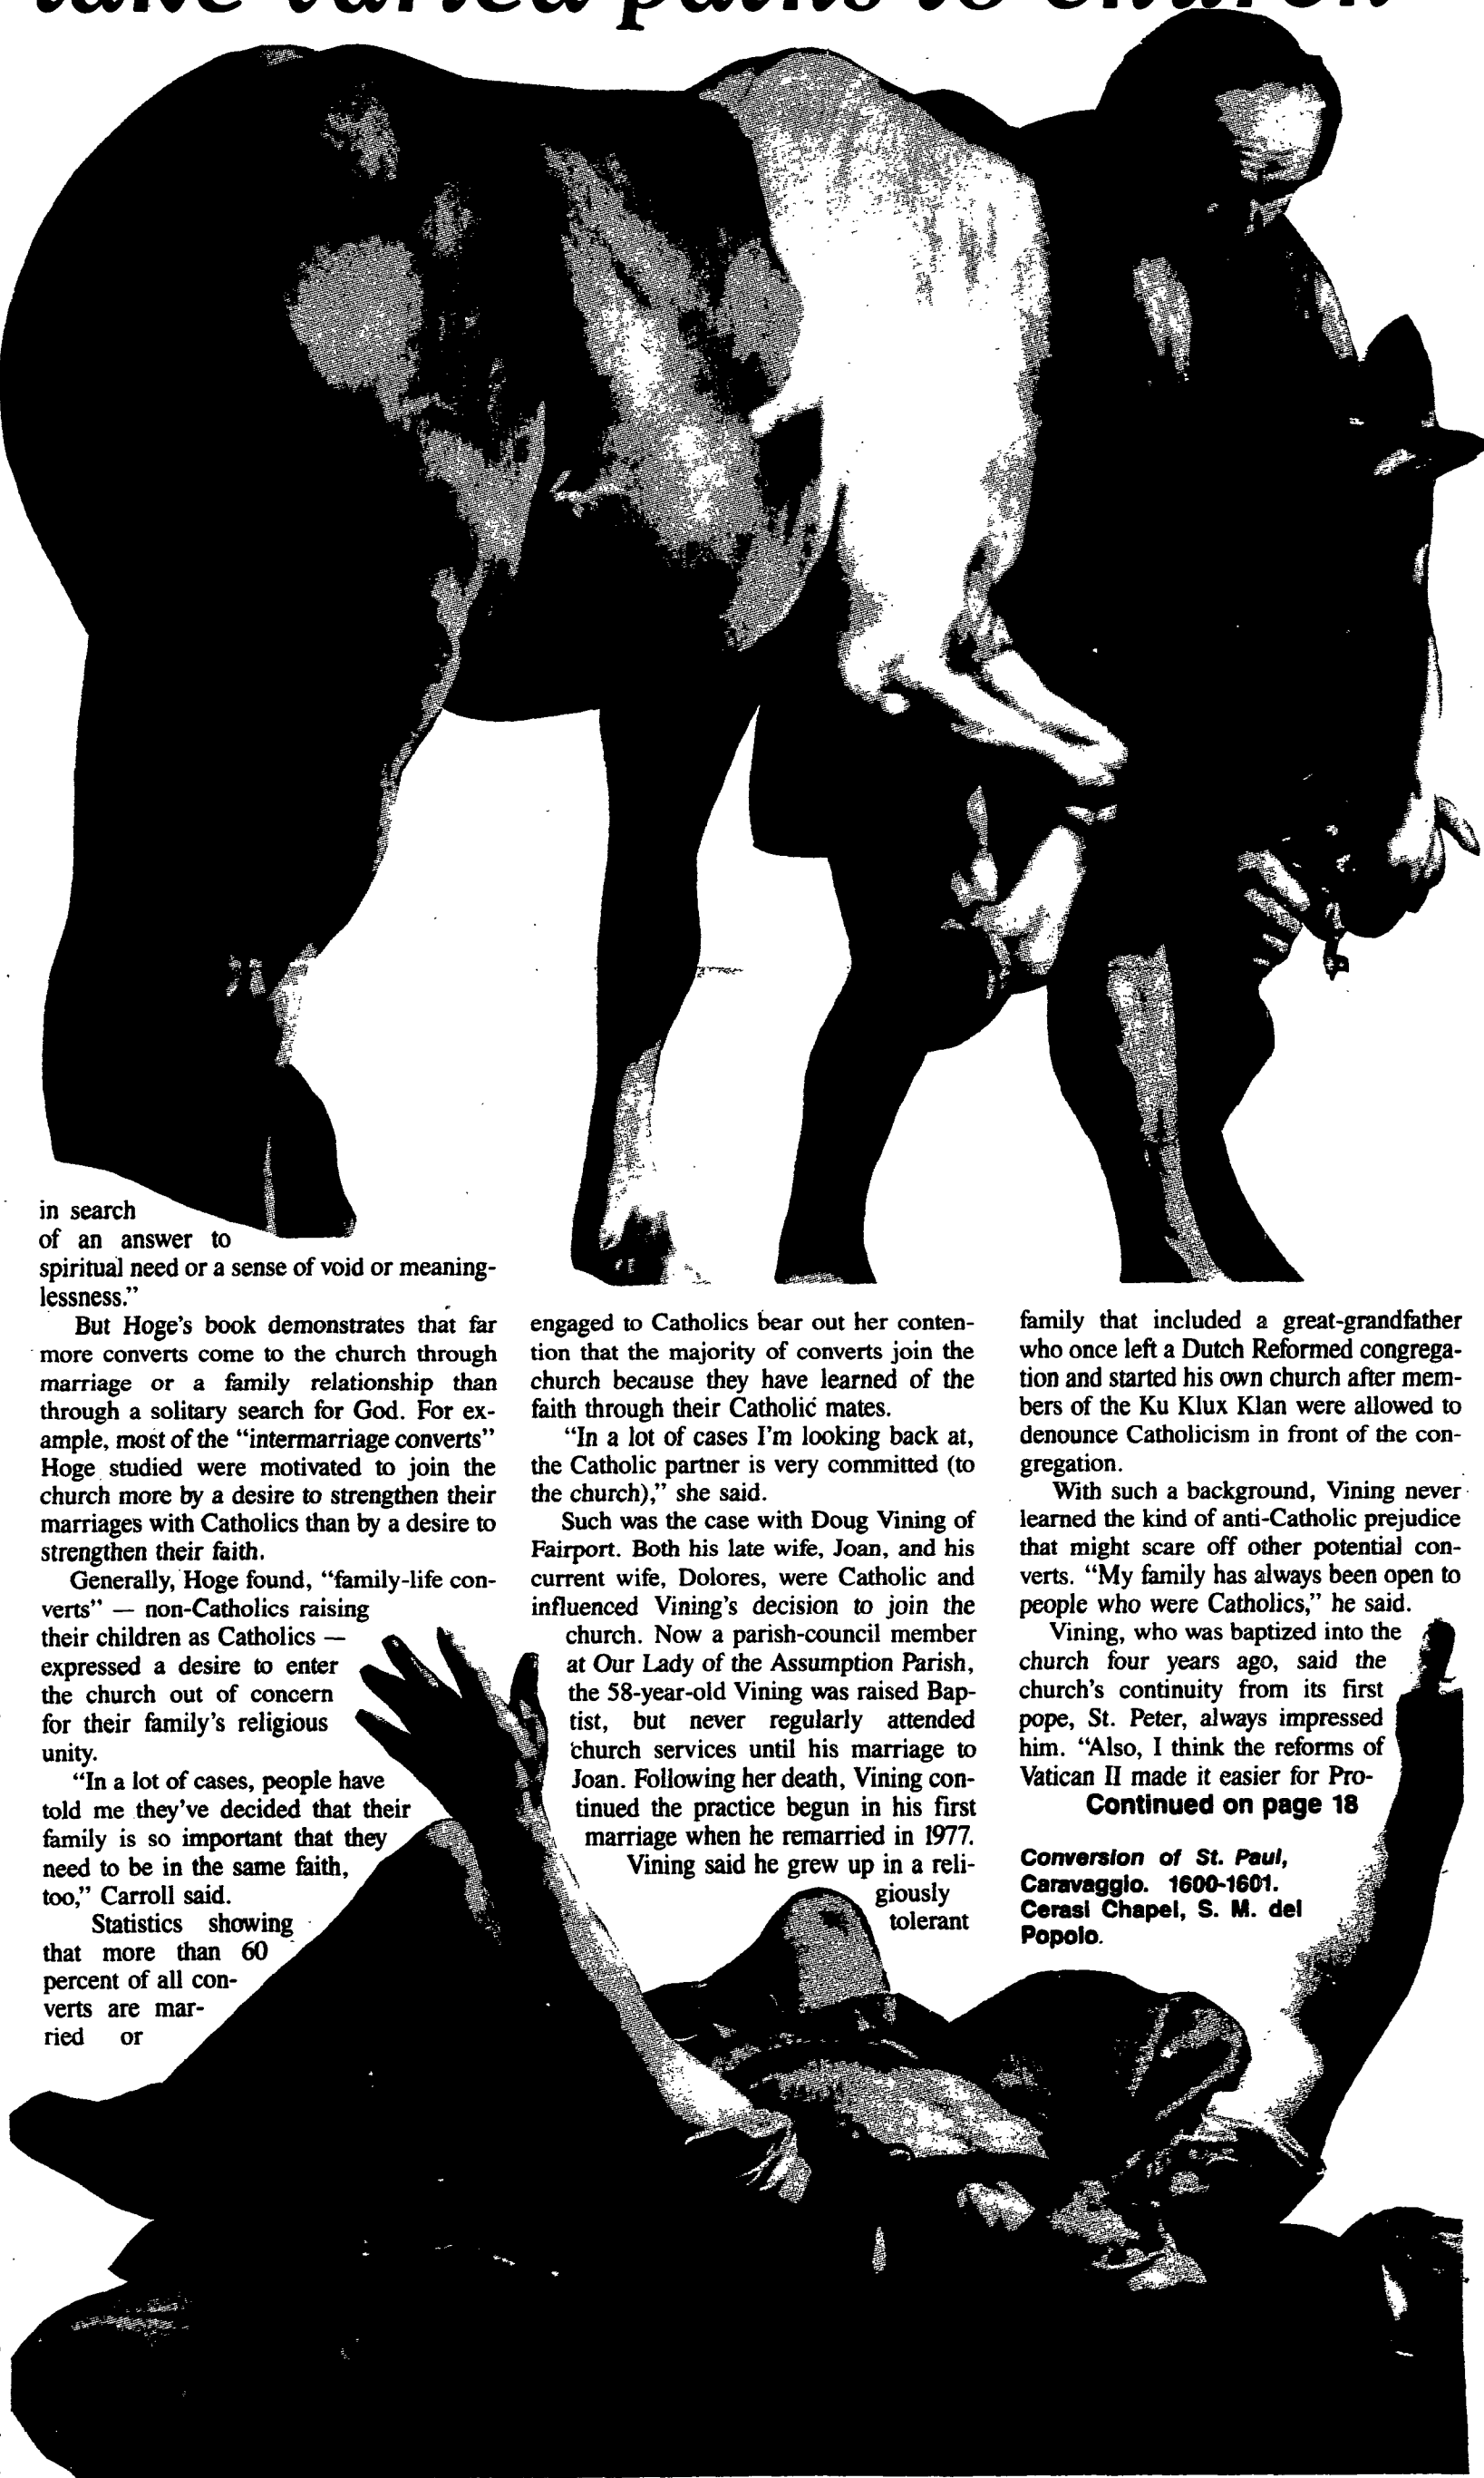 take varied paths to church
in search
of an answer to
spiritual need or a sense of void or meaning-
lessness.”
But Hoge's book demonstrates that far
more converts come to the church through
marriage or a family relationship than
through a solitary search for God. For ex-
ample, most of the “intermarriage converts”
Hoge studied were motivated to join the
church more by a desire to strengthen their
marriages with Catholics than by a desire to
strengthen their faith.
Generally, Hoge found, “family-life con-
verts” — non-Catholics raising
their children as Catholics —
expressed a desire to enter
the church out of concern
for their family's religious
unity.
“In a lot of cases, people have
told me they've decided that their
family is so important that they
need to be in the same faith,
too,” Carroll said.
Statistics showing
that more than 60
percent of all con-
verts are mar-
ried or
engaged to Catholics bear out her conten-
tion that the majority of converts join the
church because they have learned of the
faith through their Catholic mates.
“In a lot of cases I'm looking back at,
the Catholic partner is very committed (to
the church),” she said.
Such was the case with Doug Vining of
Fairport. Both his late wife, Joan, and his
current wife, Dolores, were Catholic and
influenced Vining's decision to join the
church. Now a parish-council member
at Our Lady of the Assumption Parish,
the 58-year-old Vining was raised Bap-
tist, but never regularly attended
church services until his marriage to
Joan. Following her death, Vining con-
tinued the practice begun in his first
marriage when he remarried in 1977.
Vining said he grew up in a reli-
giously
tolerant
family that included a great-grandfather
who once left a Dutch Reformed congrega-
tion and started his own church after mem-
bers of the Ku Klux Klan were allowed to
denounce Catholicism in front of the con-
gregation.
With such a background, Vining never
learned the kind of anti-Catholic prejudice
that might scare off other potential con-
verts. “My family has always been open to
people who were Catholics,” he said.
Vining, who was baptized into the
church four years ago, said the
church's continuity from its first
pope, St. Peter, always impressed
him. “Also, I think the reforms of
Vatican II made it easier for Pro-
Continued on page 18
Conversion of St. Paul,
Caravaggio. 1600-1601.
Cerasi Chapel, S. M. del
Popolo.